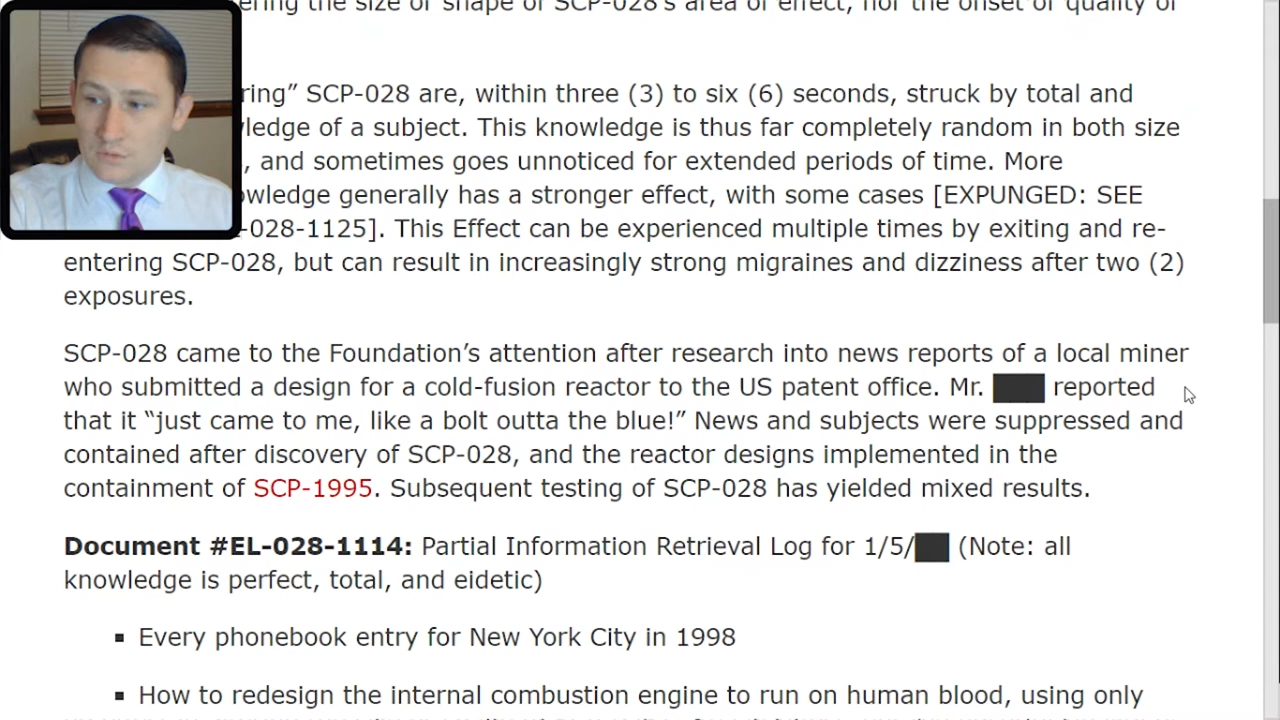 ering the size or shape of SCP-028's area of effect, nor the onset or quality of
ring” SCP-028 are, within three (3) to six (6) seconds, struck by total and
ledge of a subject. This knowledge is thus far completely random in both size
, and sometimes goes unnoticed for extended periods of time. More
wledge generally has a stronger effect, with some cases [EXPUNGED: SEE
-028-1125]. This Effect can be experienced multiple times by exiting and re-
entering SCP-028, but can result in increasingly strong migraines and dizziness after two (2)
exposures.
SCP-028 came to the Foundation’s attention after research into news reports of a local miner
who submitted a design for a cold-fusion reactor to the US patent office. Mr. ███ reported
that it “just came to me, like a bolt outta the blue!” News and subjects were suppressed and
contained after discovery of SCP-028, and the reactor designs implemented in the
containment of SCP-1995. Subsequent testing of SCP-028 has yielded mixed results.
Document #EL-028-1114: Partial Information Retrieval Log for 1/5/██ (Note: all
knowledge is perfect, total, and eidetic)
▪ Every phonebook entry for New York City in 1998
▪ How to redesign the internal combustion engine to run on human blood, using only